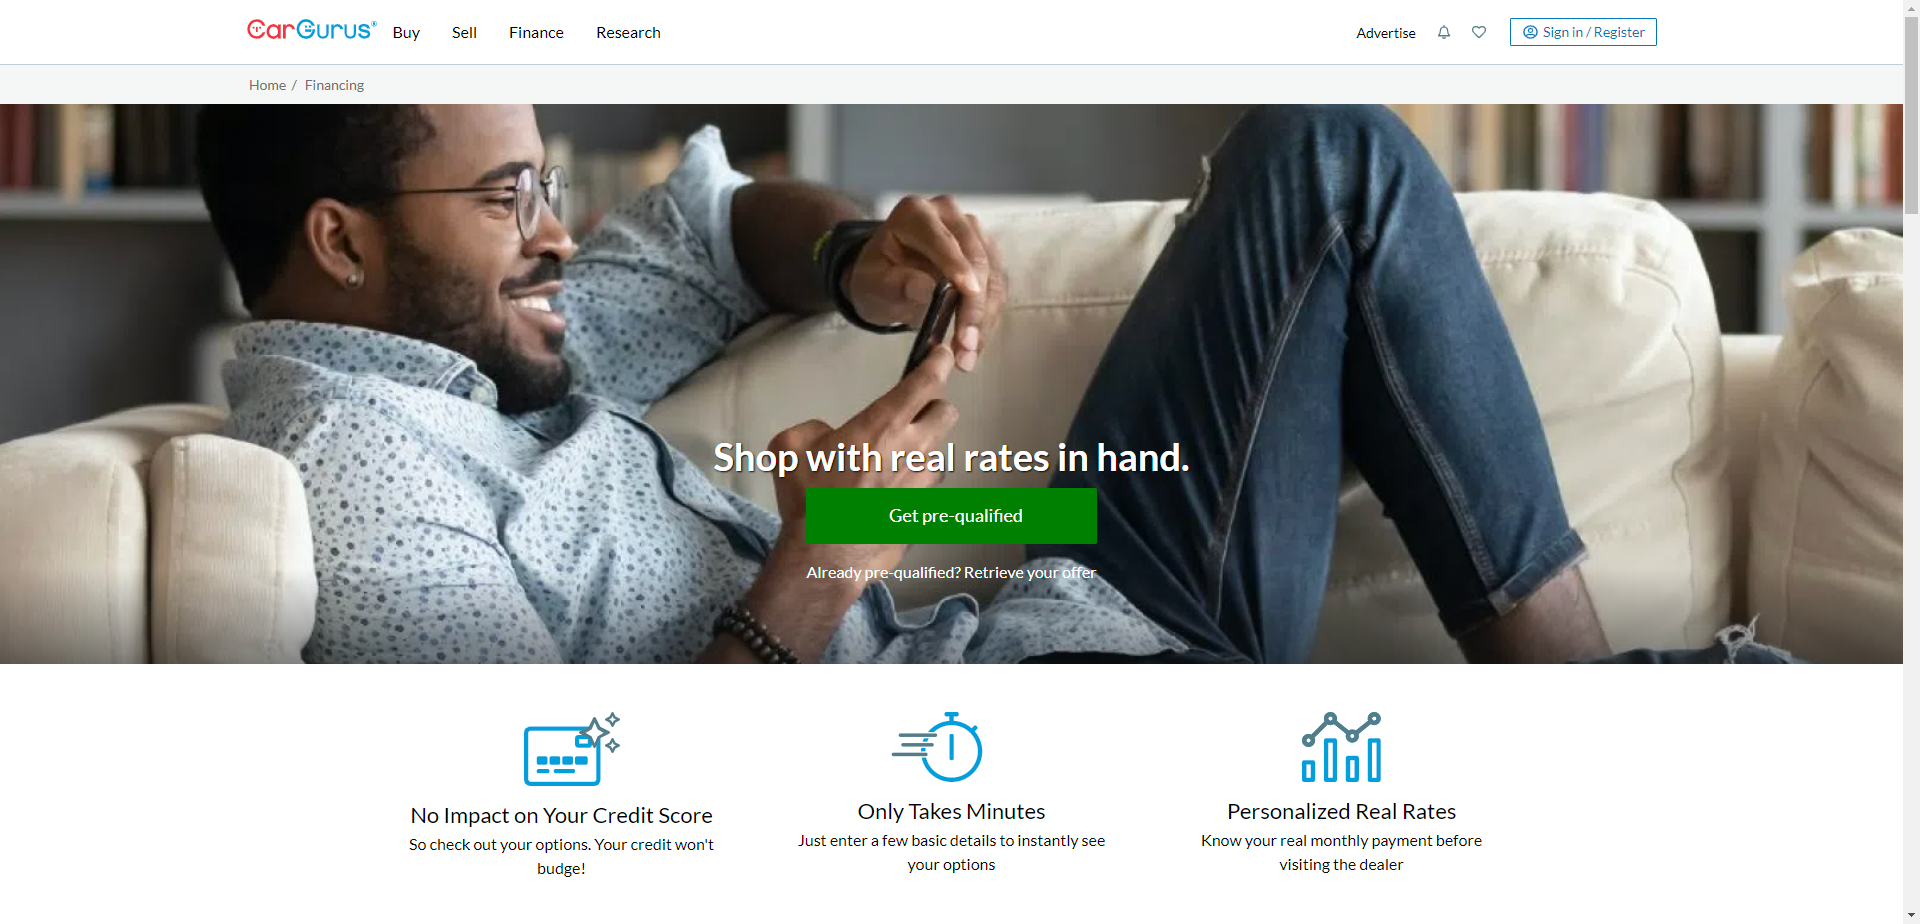 CarGurus®
Buy
Sell
Finance
Research
Advertise
Sign in / Register
Home / Financing
Shop with real rates in hand.
Get pre-qualified
Already pre-qualified? Retrieve your offer
No Impact on Your Credit Score
So check out your options. Your credit won't
budge!
Only Takes Minutes
Just enter a few basic details to instantly see
your options
Personalized Real Rates
Know your real monthly payment before
visiting the dealer